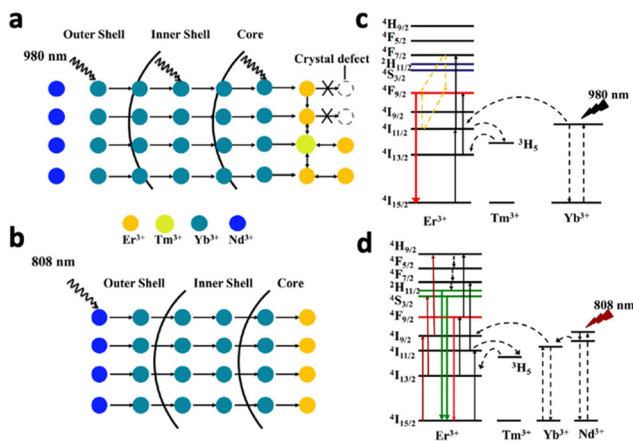 a
Outer Shell Inner Shell Core
Crystal defect
980 nm
Er³⁺ Tm³⁺ Yb³⁺ Nd³⁺
b
808 nm
Outer Shell Inner Shell Core
c
⁴H₉/₂
⁴F₅/₂
⁴F₇/₂
²H₁₁/₂
⁴S₃/₂
⁴F₉/₂
⁴I₉/₂
⁴I₁₁/₂
⁴I₁₃/₂
⁴I₁₅/₂
980 nm
³H₅
Er³⁺ Tm³⁺ Yb³⁺
d
⁴H₉/₂
⁴F₅/₂
⁴F₇/₂
²H₁₁/₂
⁴S₃/₂
⁴F₉/₂
⁴I₉/₂
⁴I₁₁/₂
⁴I₁₃/₂
⁴I₁₅/₂
808 nm
³H₅
Er³⁺ Tm³⁺ Yb³⁺ Nd³⁺